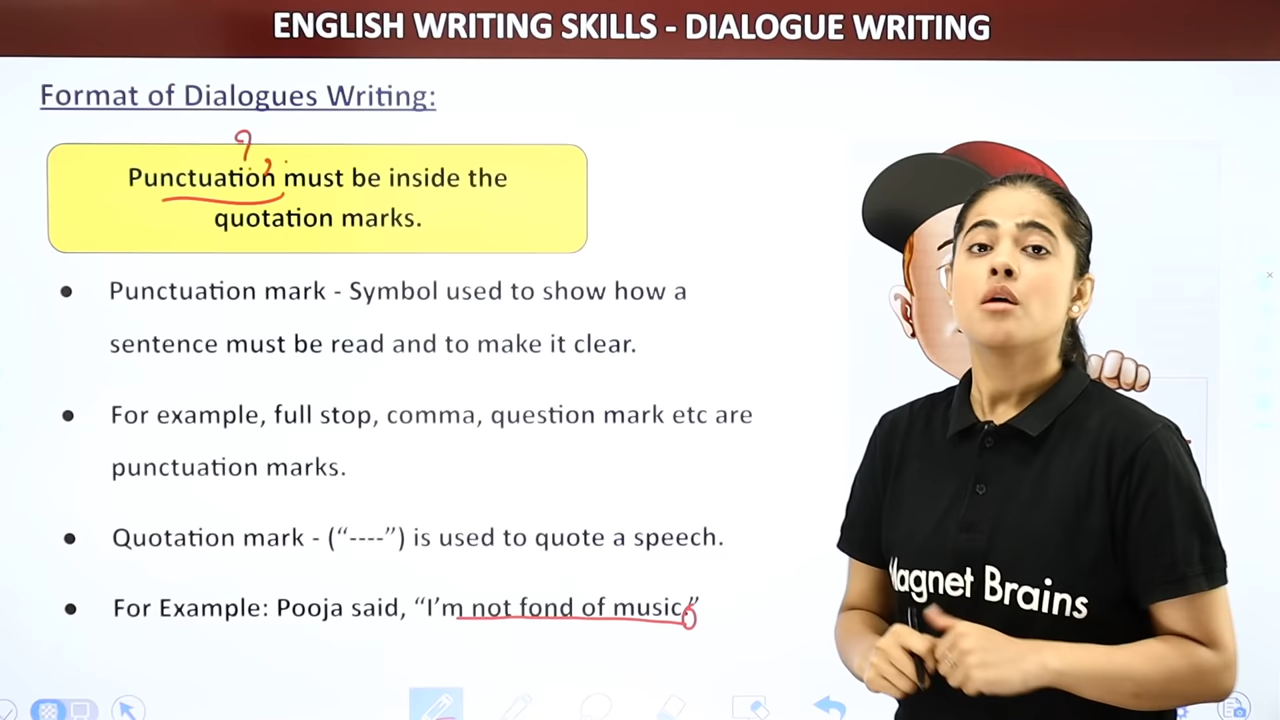 ENGLISH WRITING SKILLS - DIALOGUE WRITING
Format of Dialogues Writing:
?
, .
Punctuation must be inside the
quotation marks.
● Punctuation mark - Symbol used to show how a
sentence must be read and to make it clear.
● For example, full stop, comma, question mark etc are
punctuation marks.
● Quotation mark - (“----”) is used to quote a speech.
● For Example: Pooja said, “I’m not fond of music.”
Magnet Brains